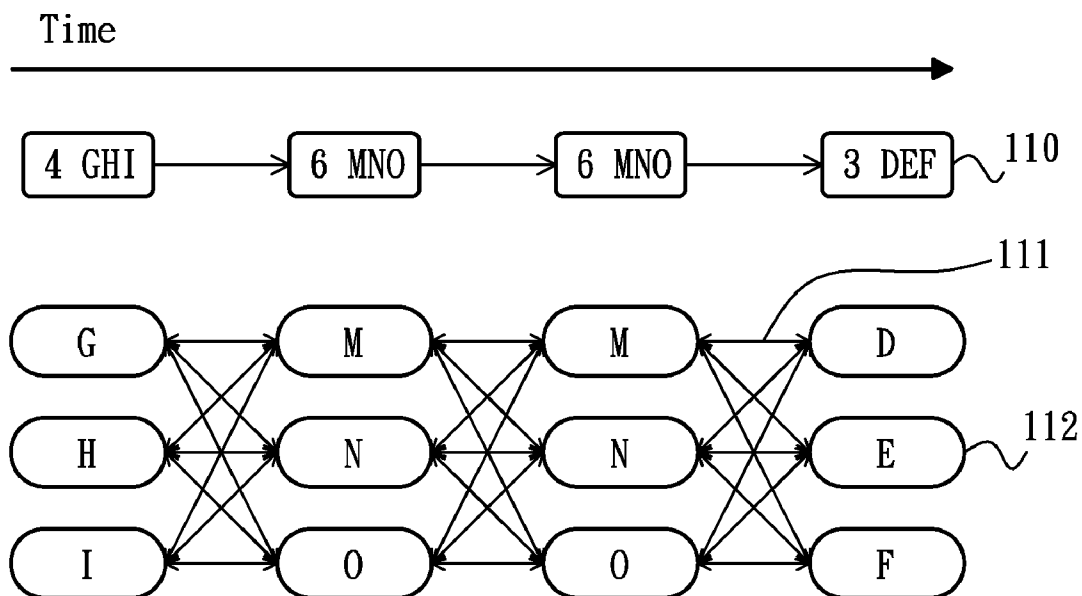 Time
4 GHI 6 MNO 6 MNO 3 DEF 110
111
G M M D
H N N E 112
I O O F